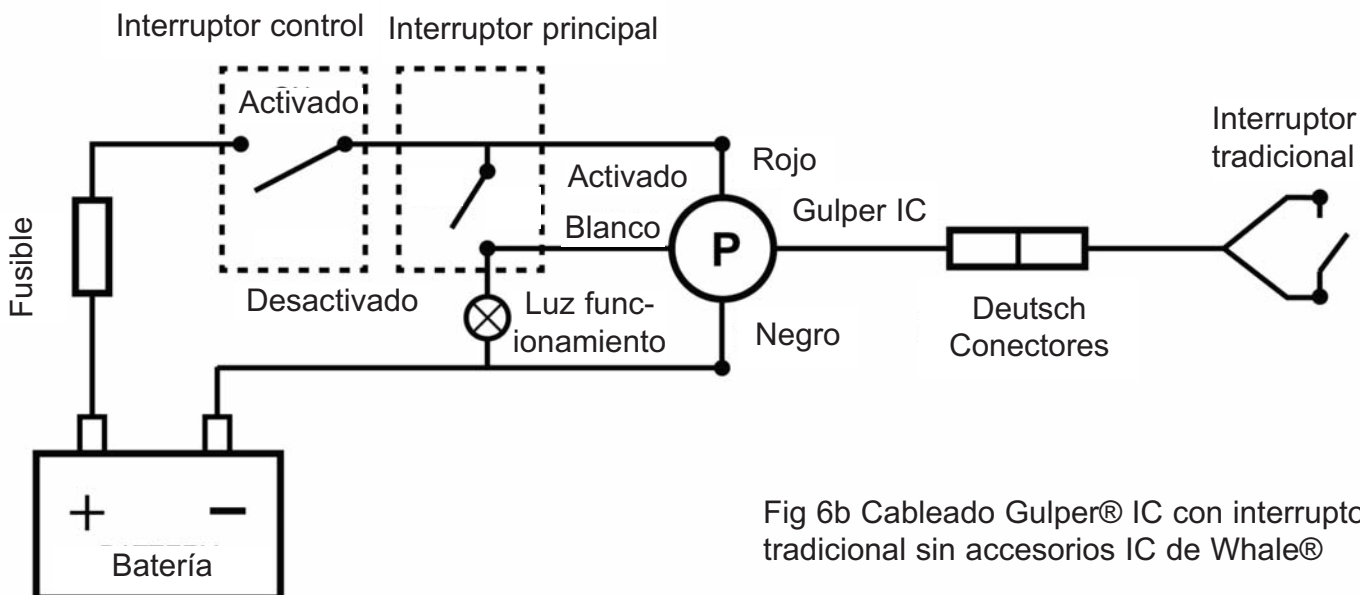 Interruptor control
Interruptor principal
Activado
Interruptor
tradicional
Rojo
Activado
Gulper IC
Blanco
P
Fusible
Desactivado
Luz func-
ionamiento
Negro
Deutsch
Conectores
+
-
Batería
Fig 6b Cableado Gulper® IC con interrupto
tradicional sin accesorios IC de Whale®